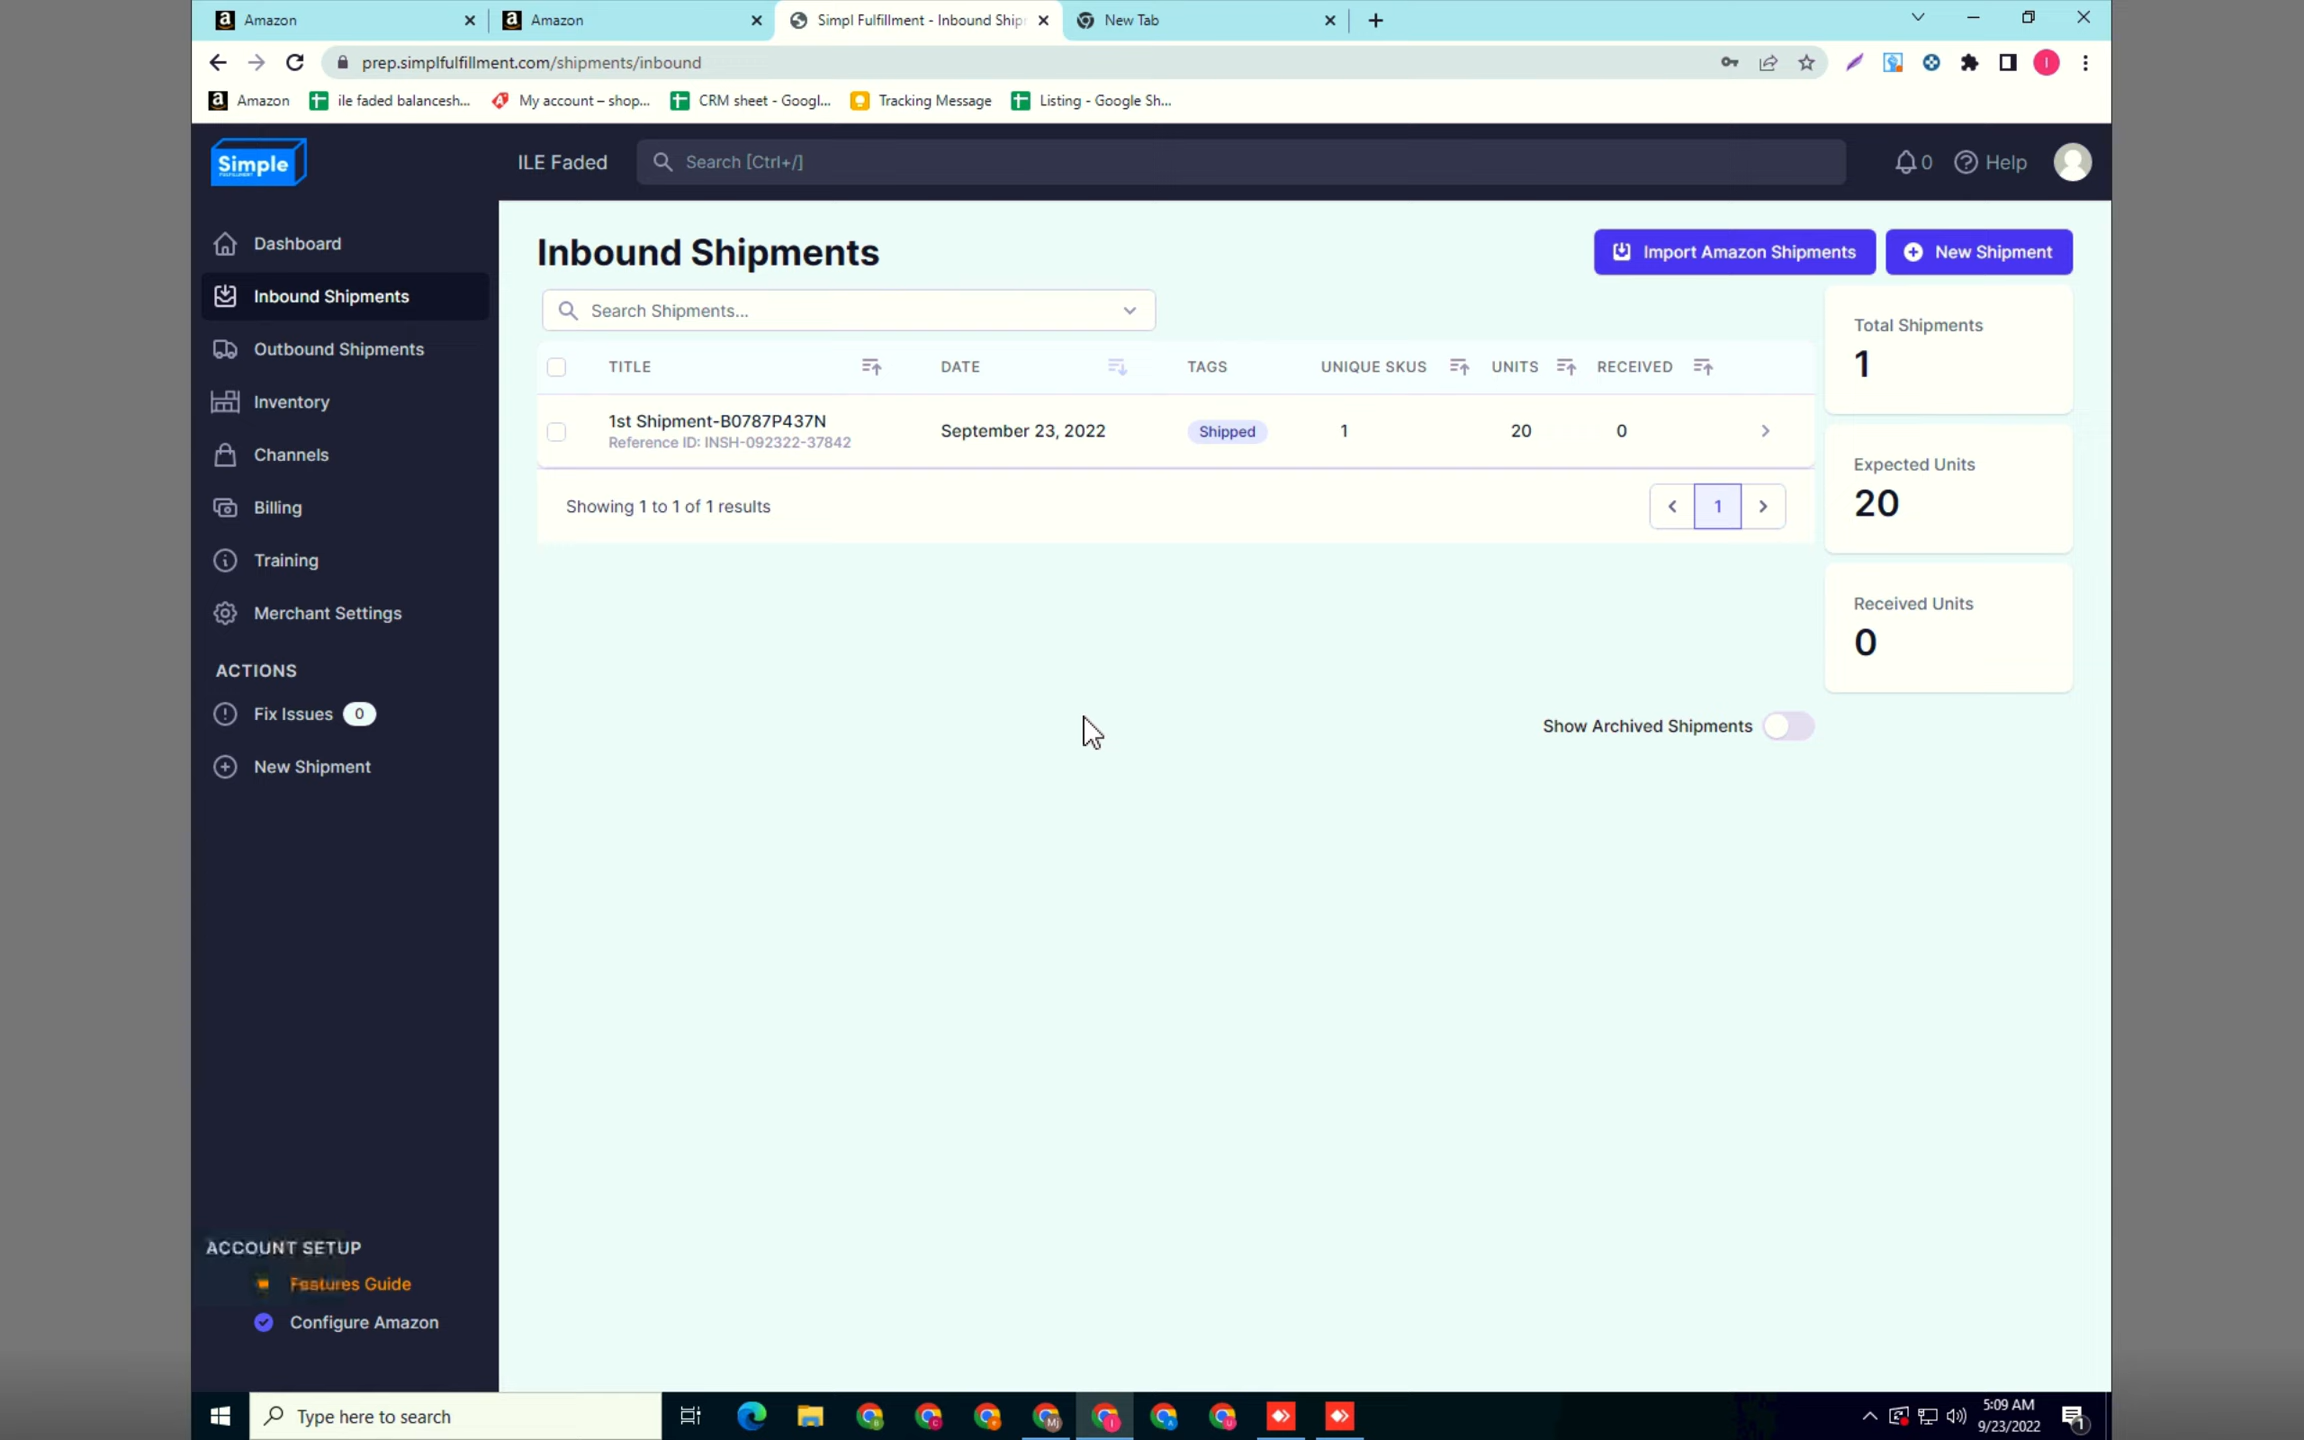 Amazon
Amazon
Simpl Fulfillment - Inbound Ship
New Tab
prep.simplfulfillment.com/shipments/inbound
I
Amazon
ile faded balancesh...
My account – shop...
CRM sheet - Googl...
Tracking Message
Listing - Google Sh...
Simple
ILE Faded
Search [Ctrl+/]
0
Help
Dashboard
Inbound Shipments
Outbound Shipments
Inventory
Channels
Billing
Training
Merchant Settings
ACTIONS
Fix Issues 0
New Shipment
ACCOUNT SETUP
Features Guide
Configure Amazon
Inbound Shipments
Import Amazon Shipments
New Shipment
Search Shipments...
TITLE DATE TAGS UNIQUE SKUS UNITS RECEIVED
1st Shipment-B0787P437N September 23, 2022 Shipped 1 20 0
Reference ID: INSH-092322-37842
Showing 1 to 1 of 1 results
1
Total Shipments
1
Expected Units
20
Received Units
0
Show Archived Shipments
Type here to search
5:09 AM
9/23/2022
1